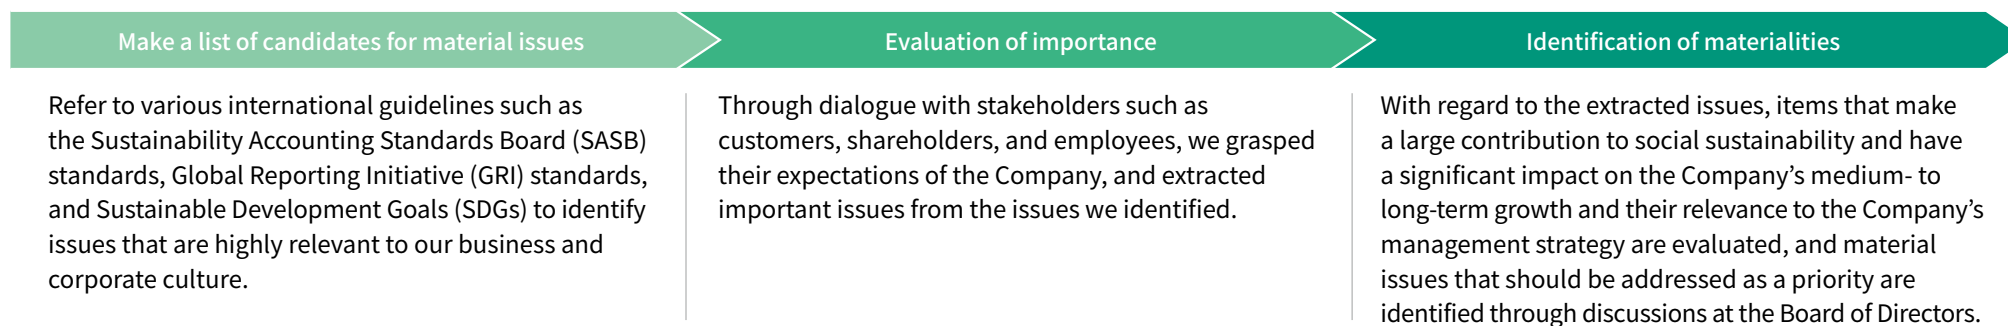 Make a list of candidates for material issues
Evaluation of importance
Identification of materialities
Refer to various international guidelines such as
the Sustainability Accounting Standards Board (SASB)
standards, Global Reporting Initiative (GRI) standards,
and Sustainable Development Goals (SDGs) to identify
issues that are highly relevant to our business and
corporate culture.
Through dialogue with stakeholders such as
customers, shareholders, and employees, we grasped
their expectations of the Company, and extracted
important issues from the issues we identified.
With regard to the extracted issues, items that make
a large contribution to social sustainability and have
a significant impact on the Company’s medium- to
long-term growth and their relevance to the Company’s
management strategy are evaluated, and material
issues that should be addressed as a priority are
identified through discussions at the Board of Directors.